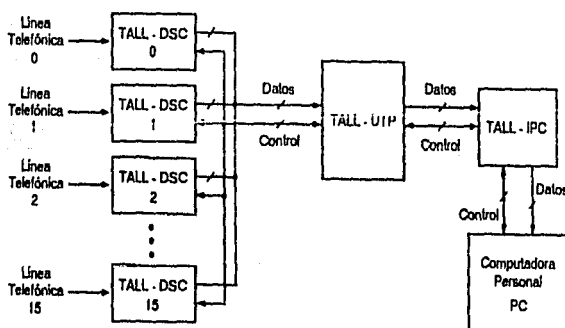 Línea
Telefónica
0
TALL - DSC
0
Línea
Telefónica
1
TALL - DSC
1
Línea
Telefónica
2
TALL - DSC
2
Línea
Telefónica
15
TALL - DSC
15
Datos
Control
TALL - UTP
Datos
Control
TALL - IPC
Control
Datos
Computadora
Personal
PC